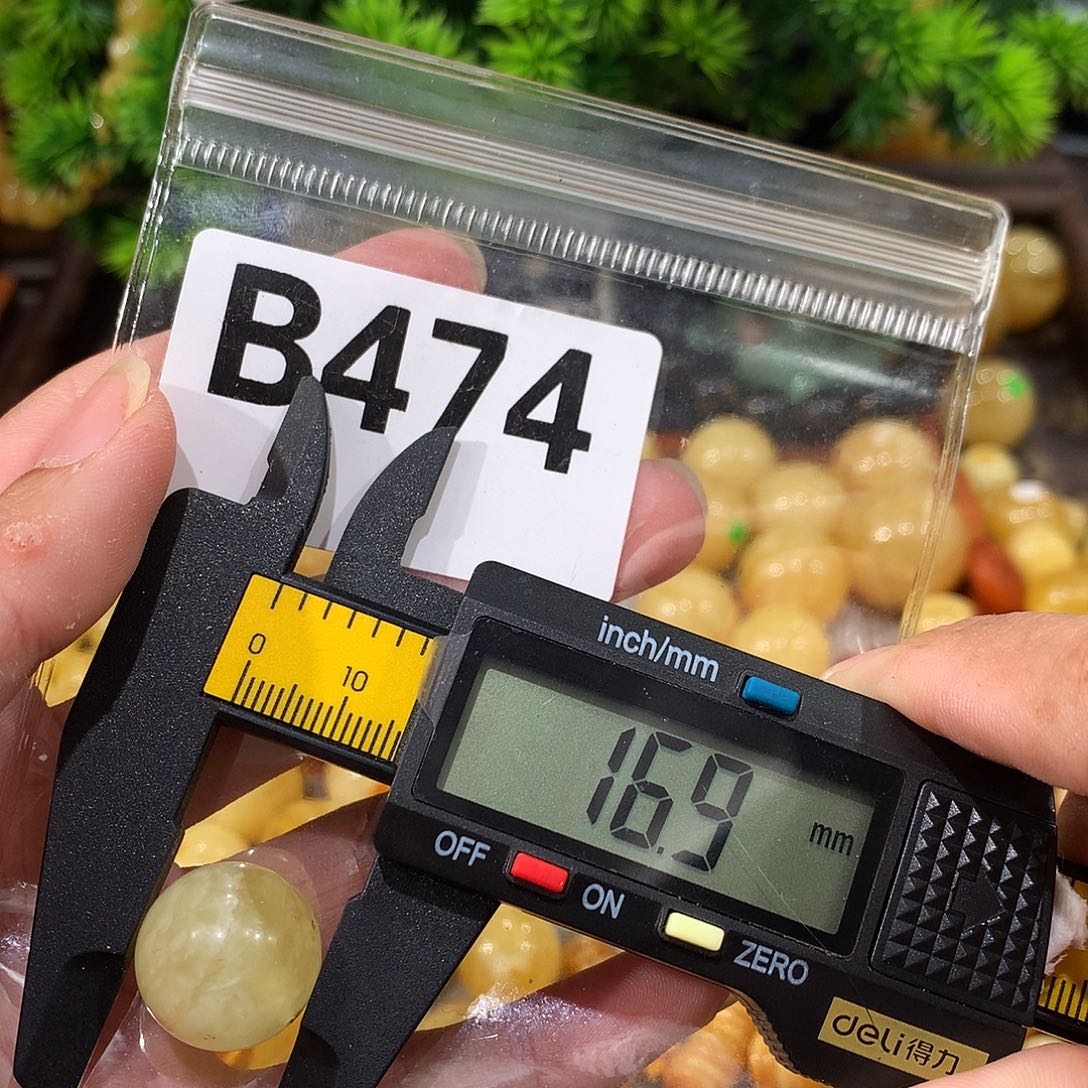 B474
inch/mm
0
10
16.9 mm
OFF
ON
ZERO
deli得力